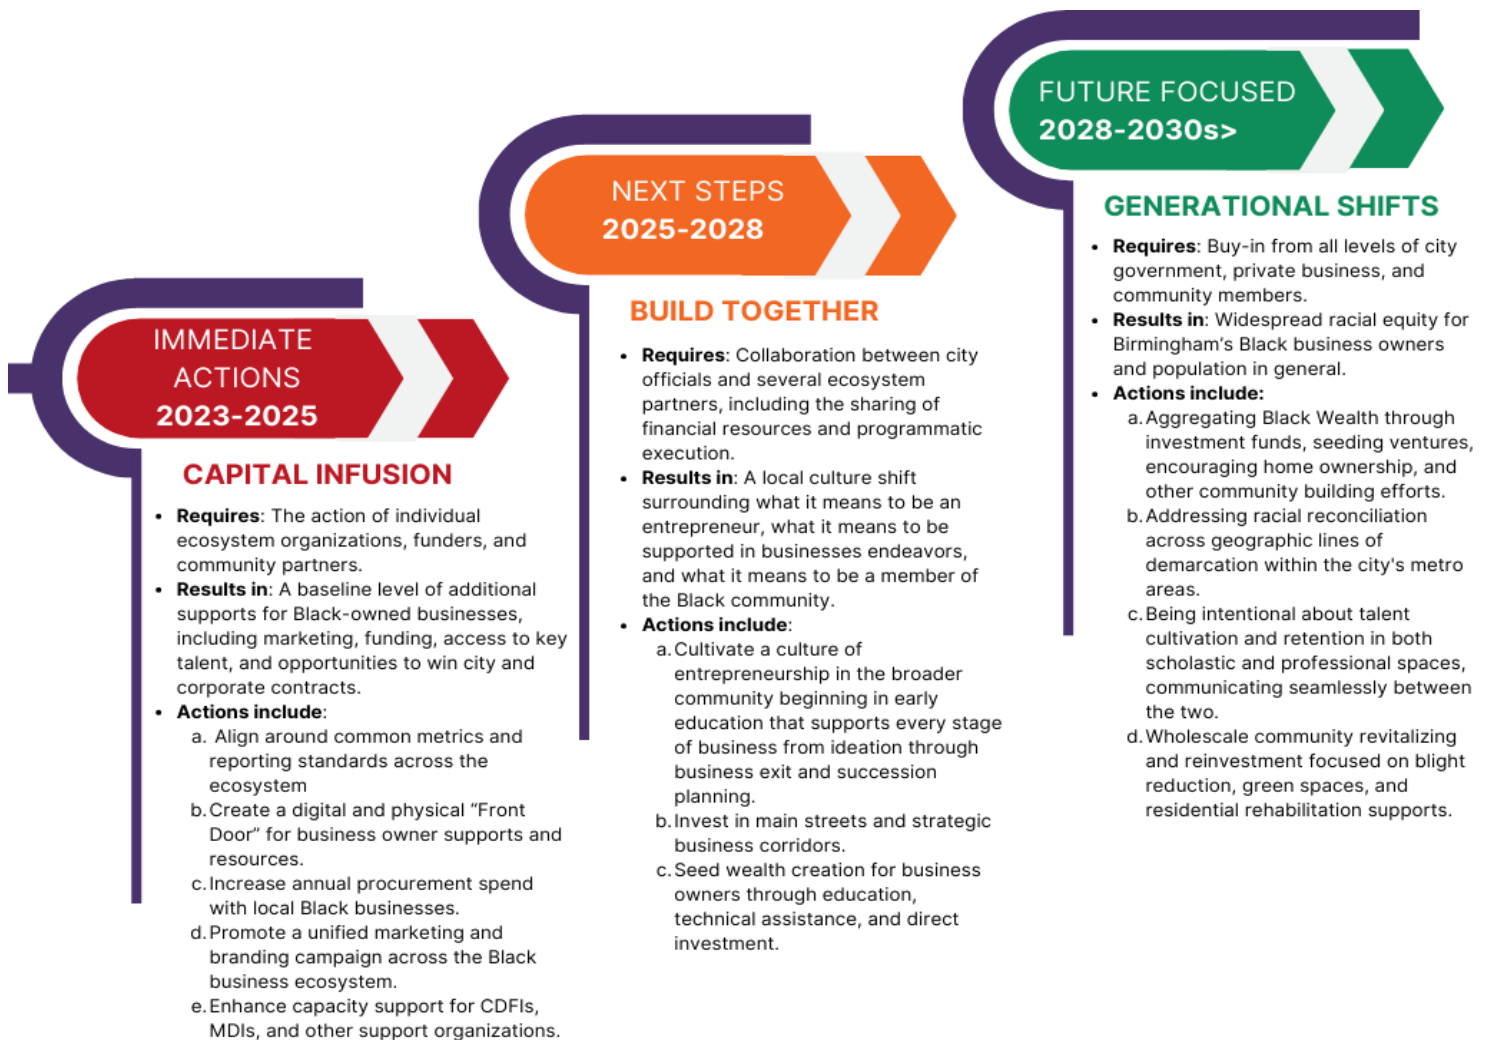 IMMEDIATE
ACTIONS
2023-2025
CAPITAL INFUSION
• Requires: The action of individual
ecosystem organizations, funders, and
community partners.
• Results in: A baseline level of additional
supports for Black-owned businesses,
including marketing, funding, access to key
talent, and opportunities to win city and
corporate contracts.
• Actions include:
a. Align around common metrics and
reporting standards across the
ecosystem
b. Create a digital and physical “Front
Door” for business owner supports and
resources.
c. Increase annual procurement spend
with local Black businesses.
d. Promote a unified marketing and
branding campaign across the Black
business ecosystem.
e. Enhance capacity support for CDFIs,
MDIs, and other support organizations.
NEXT STEPS
2025-2028
BUILD TOGETHER
• Requires: Collaboration between city
officials and several ecosystem
partners, including the sharing of
financial resources and programmatic
execution.
• Results in: A local culture shift
surrounding what it means to be an
entrepreneur, what it means to be
supported in businesses endeavors,
and what it means to be a member of
the Black community.
• Actions include:
a. Cultivate a culture of
entrepreneurship in the broader
community beginning in early
education that supports every stage
of business from ideation through
business exit and succession
planning.
b. Invest in main streets and strategic
business corridors.
c. Seed wealth creation for business
owners through education,
technical assistance, and direct
investment.
FUTURE FOCUSED
2028-2030s>
GENERATIONAL SHIFTS
• Requires: Buy-in from all levels of city
government, private business, and
community members.
• Results in: Widespread racial equity for
Birmingham’s Black business owners
and population in general.
• Actions include:
a. Aggregating Black Wealth through
investment funds, seeding ventures,
encouraging home ownership, and
other community building efforts.
b. Addressing racial reconciliation
across geographic lines of
demarcation within the city's metro
areas.
c. Being intentional about talent
cultivation and retention in both
scholastic and professional spaces,
communicating seamlessly between
the two.
d. Wholescale community revitalizing
and reinvestment focused on blight
reduction, green spaces, and
residential rehabilitation supports.